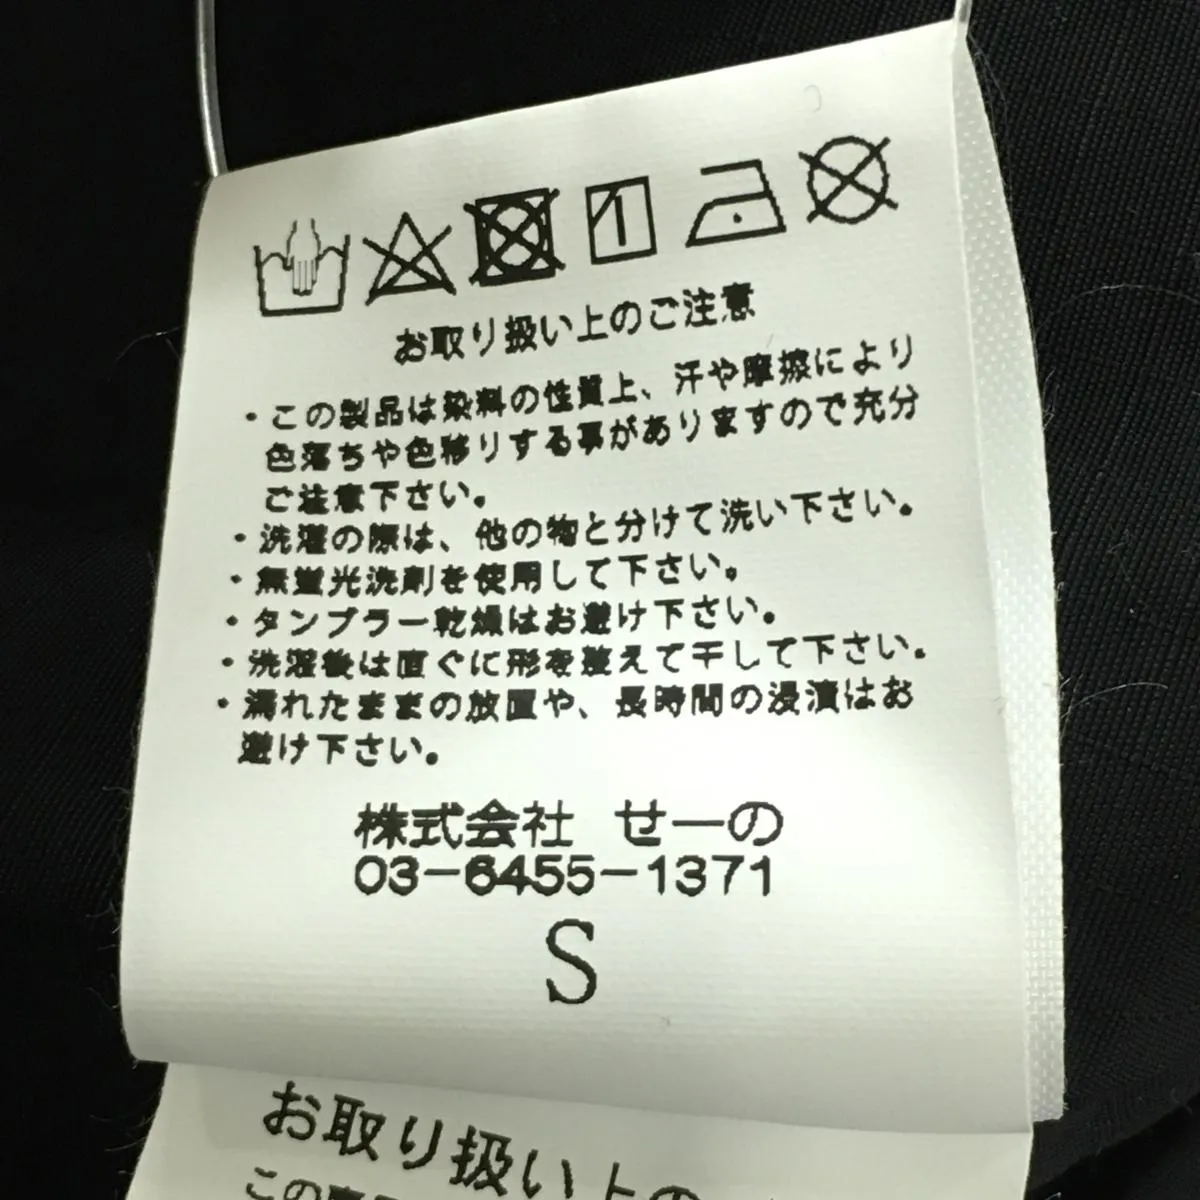 お取り扱い上のご注意
・この製品は染料の性質上、汗や摩擦により
色落ちや色移りする事がありますので充分
ご注意下さい。
・洗濯の際は、他の物と分けて洗い下さい。
・無蛍光洗剤を使用して下さい。
・タンブラー乾燥はお避け下さい。
・洗濯後は直ぐに形を整えて干して下さい。
・濡れたままの放置や、長時間の浸漬はお
避け下さい。
株式会社 せーの
03-6455-1371
S
お取り扱い上の
この